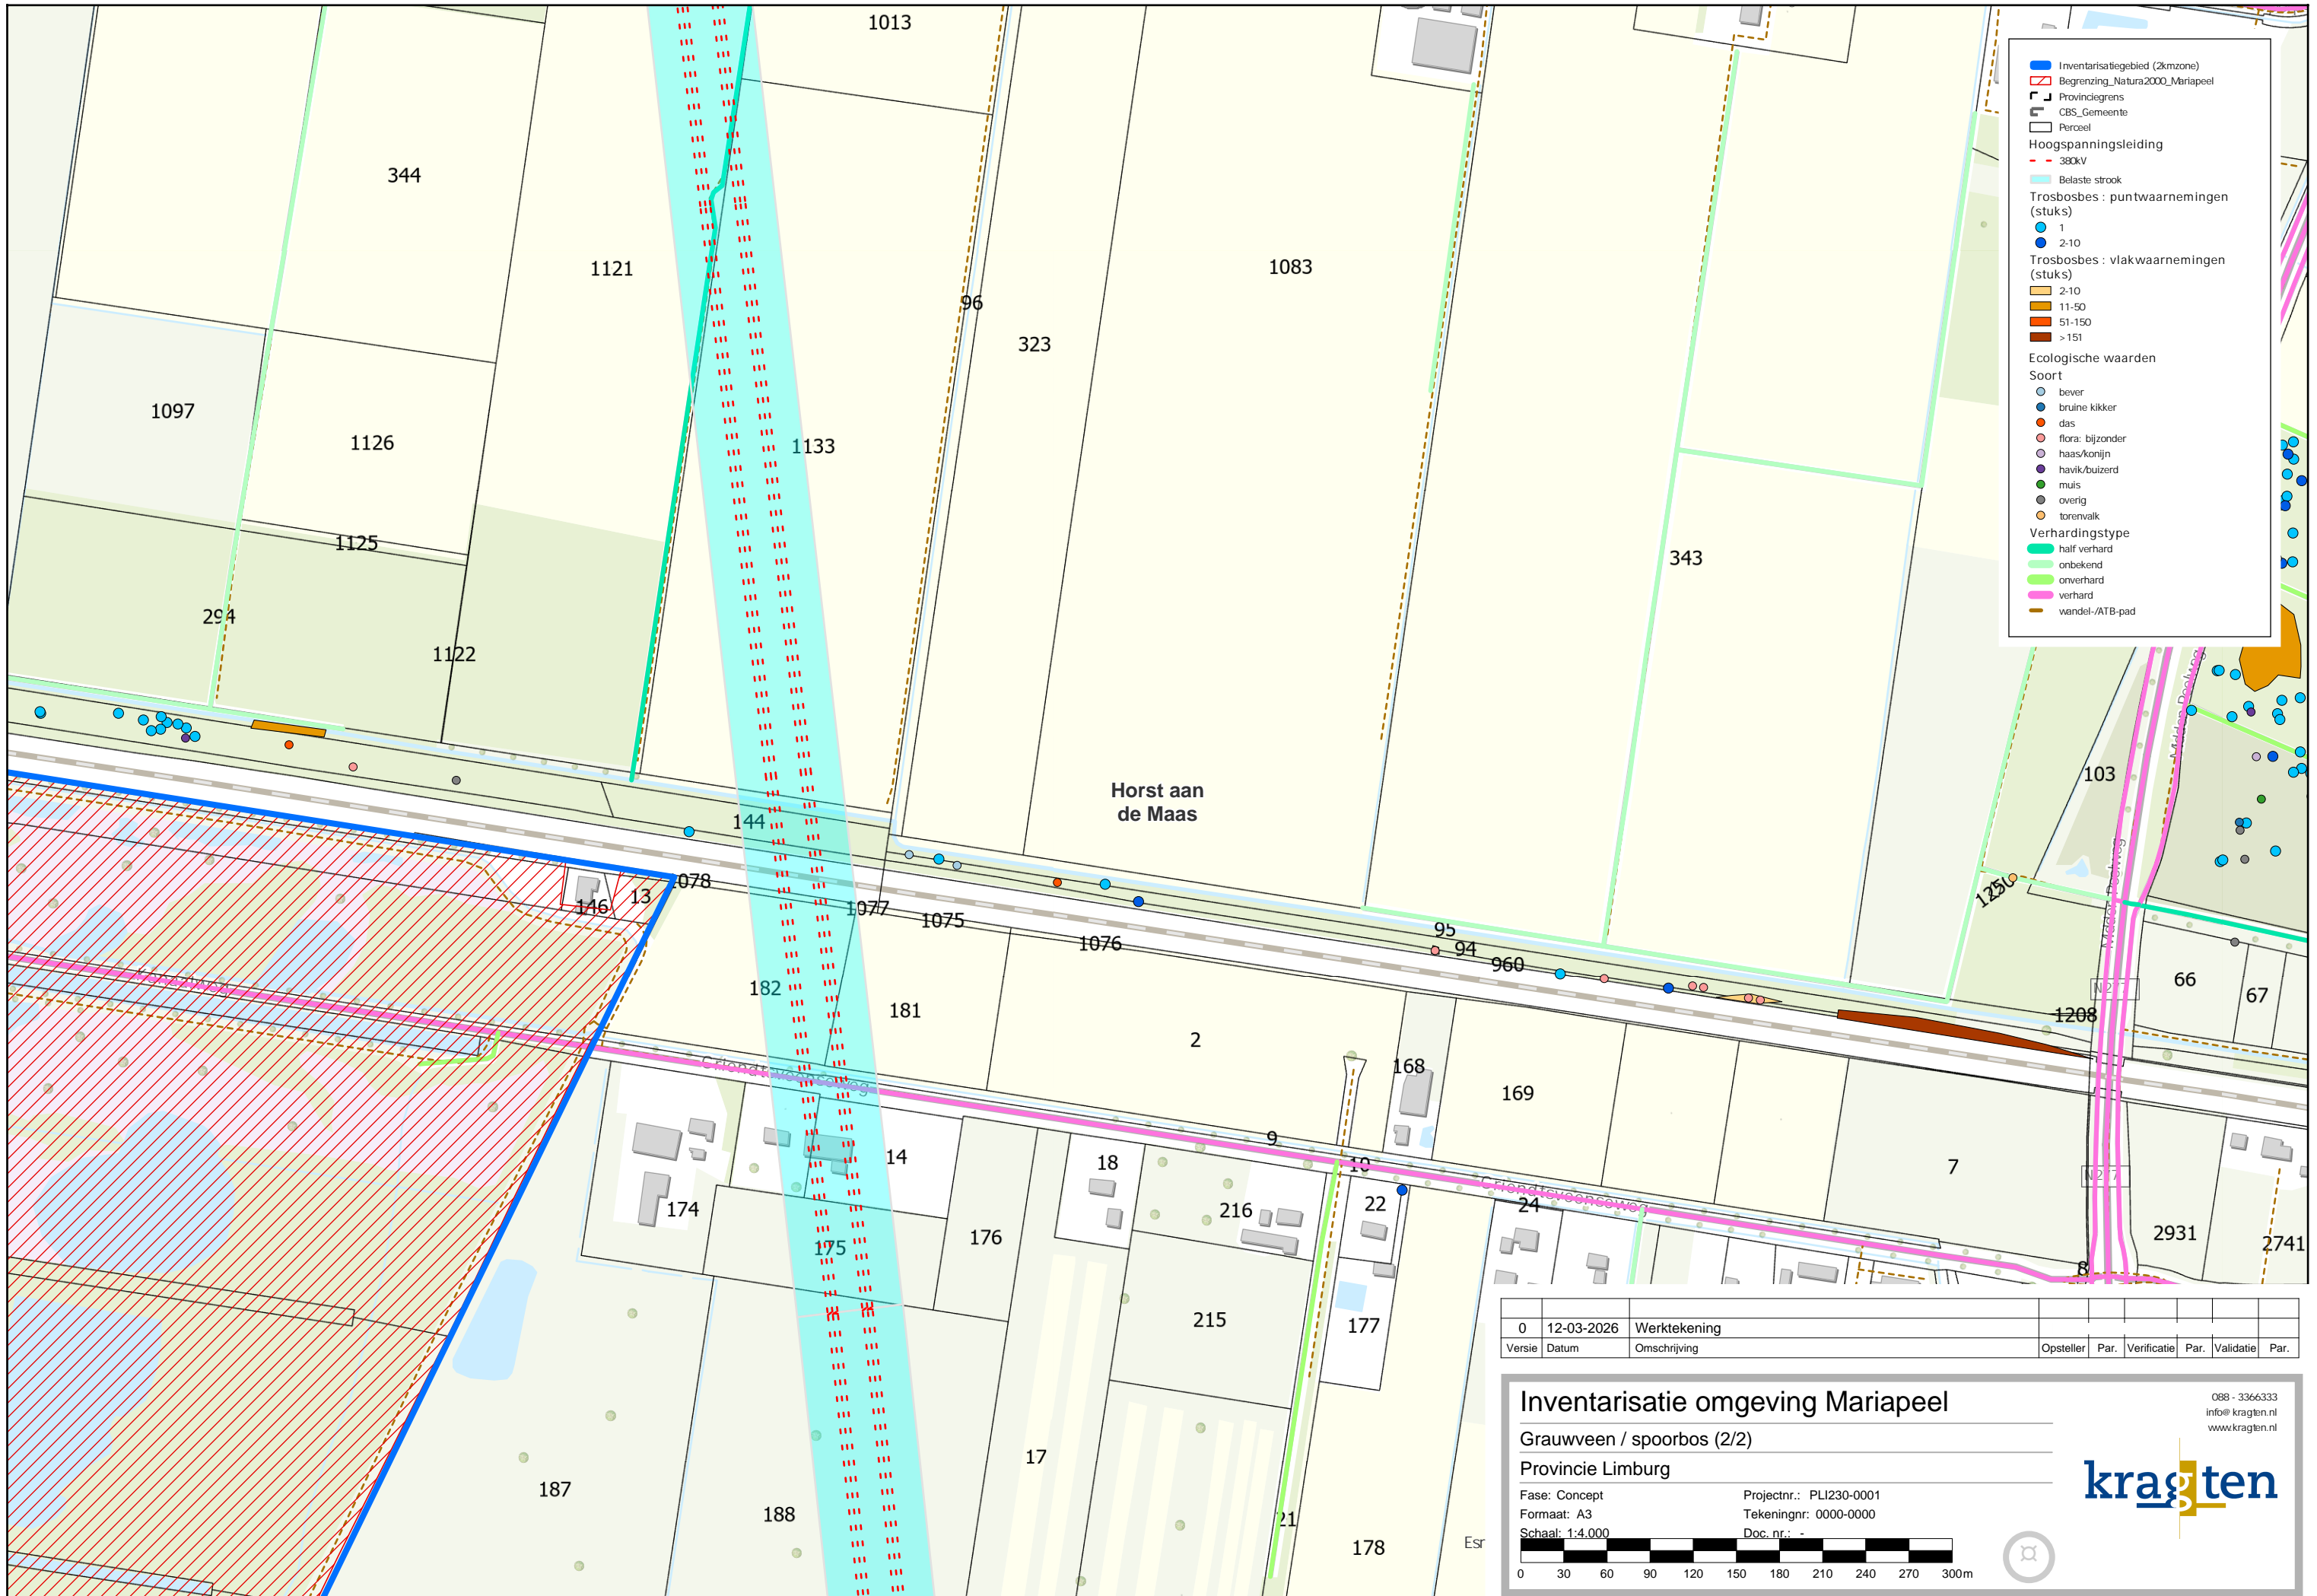 1013
344
1121
96
323
1083
1097
1126
1133
1125
294
1122
343
Horst aan
de Maas
144
103
1078
13
146
1077
1075
1076
95
94
960
182
181
2
168
169
1208
66
67
N277
Griendtsveenseweg
9
10
14
18
174
175
176
216
22
24
Griendtsveenseweg
7
N277
2931
2741
8
215
177
17
187
188
21
178
Middenpeelweg
Middenpeelweg
Inventarisatiegebied (2kmzone)
Begrenzing_Natura2000_Mariapeel
Provinciegrens
CBS_Gemeente
Perceel
Hoogspanningsleiding
380kV
Belaste strook
Trosbosbes : puntwaarnemingen
(stuks)
1
2-10
Trosbosbes : vlakwaarnemingen
(stuks)
2-10
11-50
51-150
>151
Ecologische waarden
Soort
bever
bruine kikker
das
flora: bijzonder
haas/konijn
havik/buizerd
muis
overig
torenvalk
Verhardingstype
half verhard
onbekend
onverhard
verhard
wandel-/ATB-pad
0 12-03-2026 Werktekening
Versie Datum Omschrijving Opsteller Par. Verificatie Par. Validatie Par.
Inventarisatie omgeving Mariapeel
Grauwveen / spoorbos (2/2)
Provincie Limburg
Fase: Concept Projectnr.: PLI230-0001
Formaat: A3 Tekeningnr: 0000-0000
Schaal: 1:4.000 Doc. nr.: -
0 30 60 90 120 150 180 210 240 270 300m
088 - 3366333
info@kragten.nl
www.kragten.nl
kragten